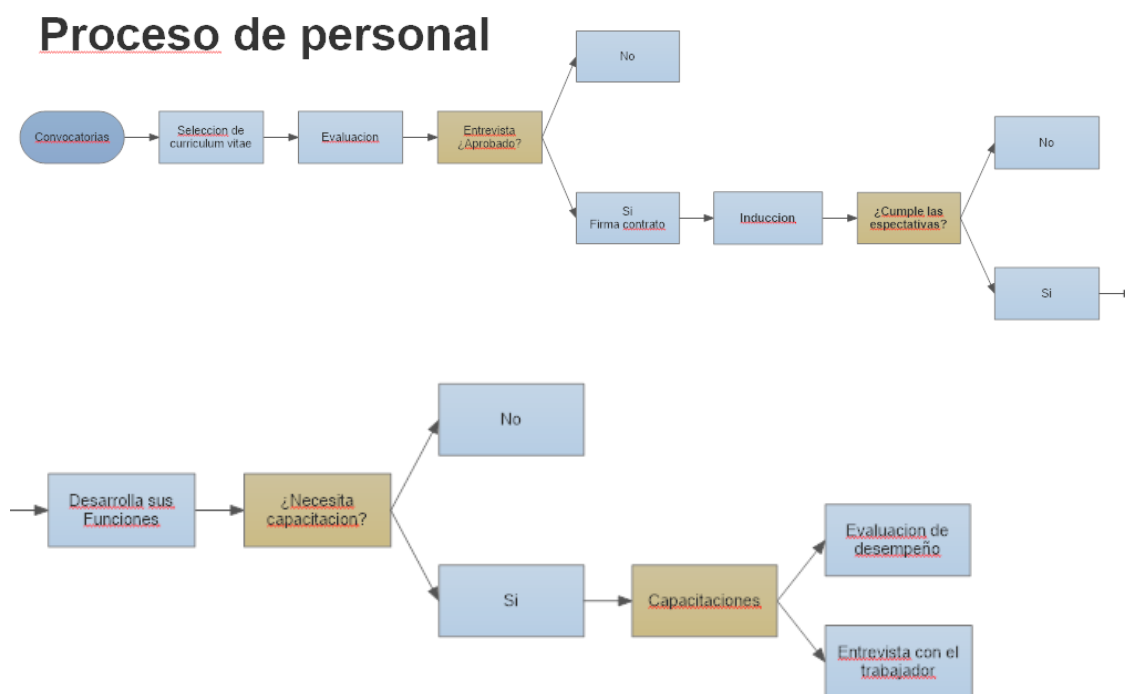 Proceso de personal
No
Convocatorias
Seleccion de
curriculum vitae
Evaluacion
Entrevista
¿Aprobado?
Si
Firma contrato
Induccion
¿Cumple las
espectativas?
No
Si
Desarrolla sus
Funciones
¿Necesita
capacitacion?
No
Si
Capacitaciones
Evaluacion de
desempeño
Entrevista con el
trabajador